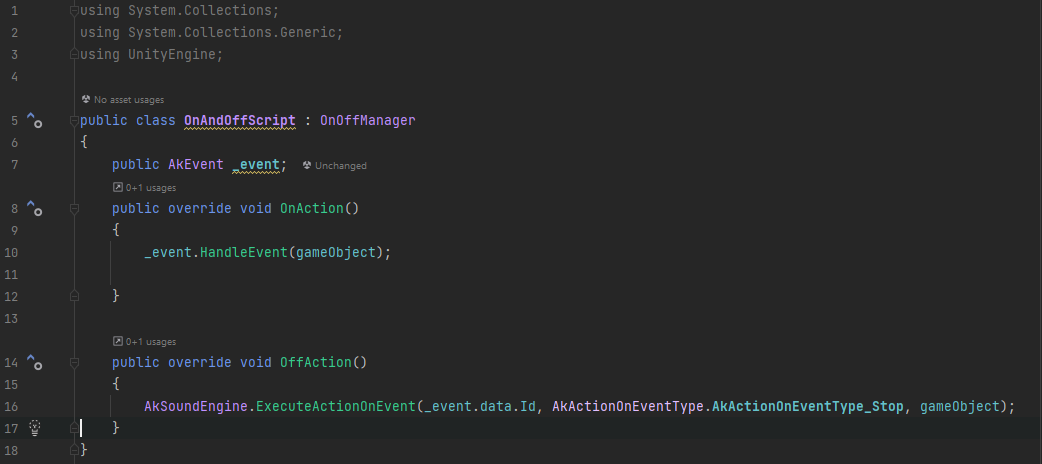 1 using System.Collections;
2 using System.Collections.Generic;
3 using UnityEngine;
4
No asset usages
5 public class OnAndOffScript : OnOffManager
6 {
7 public AkEvent _event; Unchanged
0+1 usages
8 public override void OnAction()
9 {
10 _event.HandleEvent(gameObject);
11
12 }
13
0+1 usages
14 public override void OffAction()
15 {
16 AkSoundEngine.ExecuteActionOnEvent(_event.data.Id, AkActionOnEventType.AkActionOnEventType_Stop, gameObject);
17 }
18 }